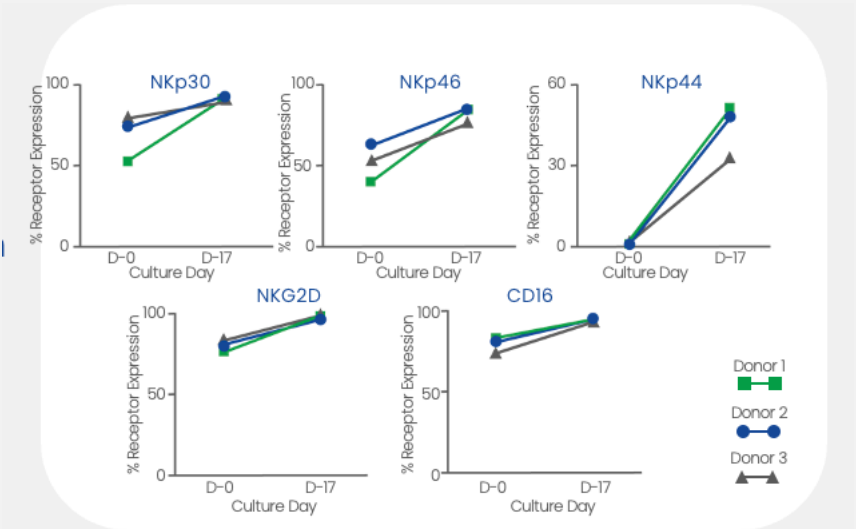 NKp30
% Receptor Expression
100
50
0
D-0 D-17
Culture Day
NKp46
% Receptor Expression
100
50
0
D-0 D-17
Culture Day
NKp44
% Receptor Expression
60
30
0
D-0 D-17
Culture Day
NKG2D
% Receptor Expression
100
50
0
D-0 D-17
Culture Day
CD16
% Receptor Expression
100
50
0
D-0 D-17
Culture Day
Donor 1
Donor 2
Donor 3